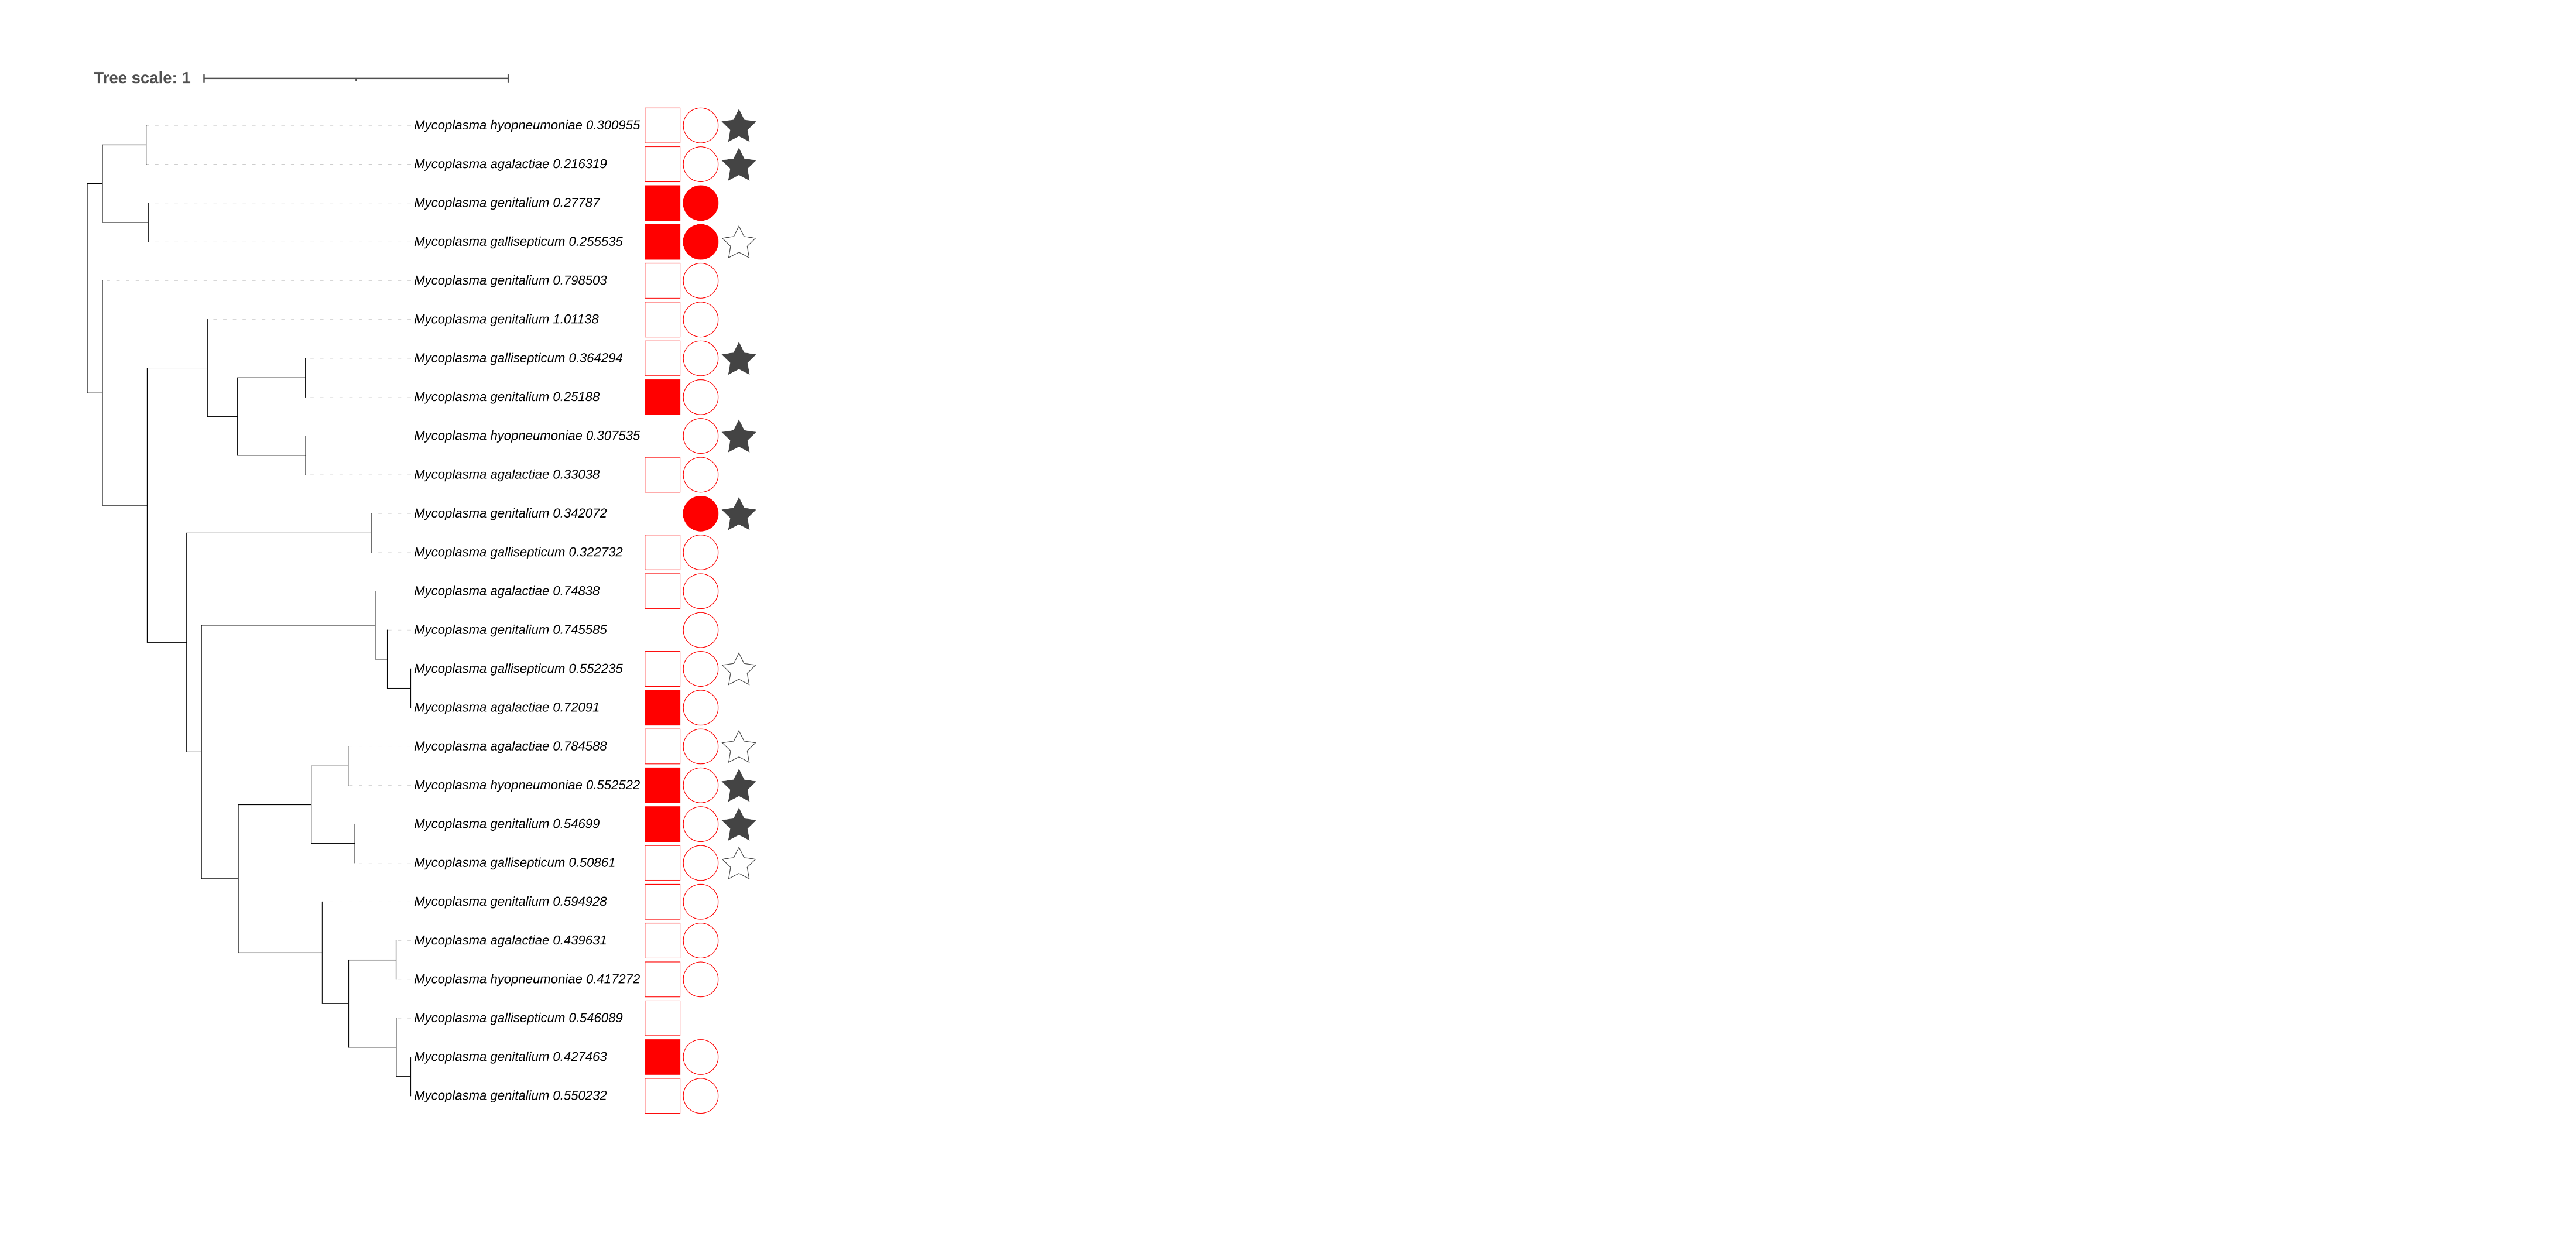 Tree scale: 1
Mycoplasma hyopneumoniae 0.300955
Mycoplasma agalactiae 0.216319
Mycoplasma genitalium 0.27787
Mycoplasma gallisepticum 0.255535
Mycoplasma genitalium 0.798503
Mycoplasma genitalium 1.01138
Mycoplasma gallisepticum 0.364294
Mycoplasma genitalium 0.25188
Mycoplasma hyopneumoniae 0.307535
Mycoplasma agalactiae 0.33038
Mycoplasma genitalium 0.342072
Mycoplasma gallisepticum 0.322732
Mycoplasma agalactiae 0.74838
Mycoplasma genitalium 0.745585
Mycoplasma gallisepticum 0.552235
Mycoplasma agalactiae 0.72091
Mycoplasma agalactiae 0.784588
Mycoplasma hyopneumoniae 0.552522
Mycoplasma genitalium 0.54699
Mycoplasma gallisepticum 0.50861
Mycoplasma genitalium 0.594928
Mycoplasma agalactiae 0.439631
Mycoplasma hyopneumoniae 0.417272
Mycoplasma gallisepticum 0.546089
Mycoplasma genitalium 0.427463
Mycoplasma genitalium 0.550232